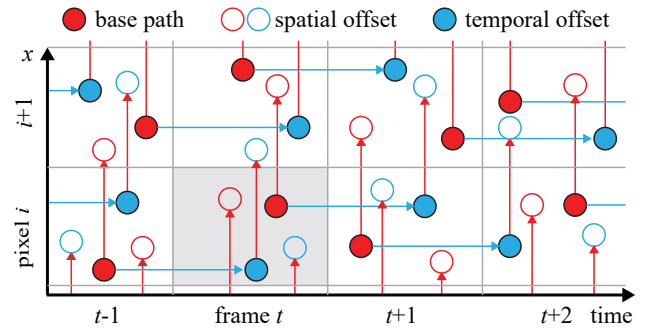 base path spatial offset temporal offset
x
i+1
pixel i
t-1 frame t t+1 t+2 time